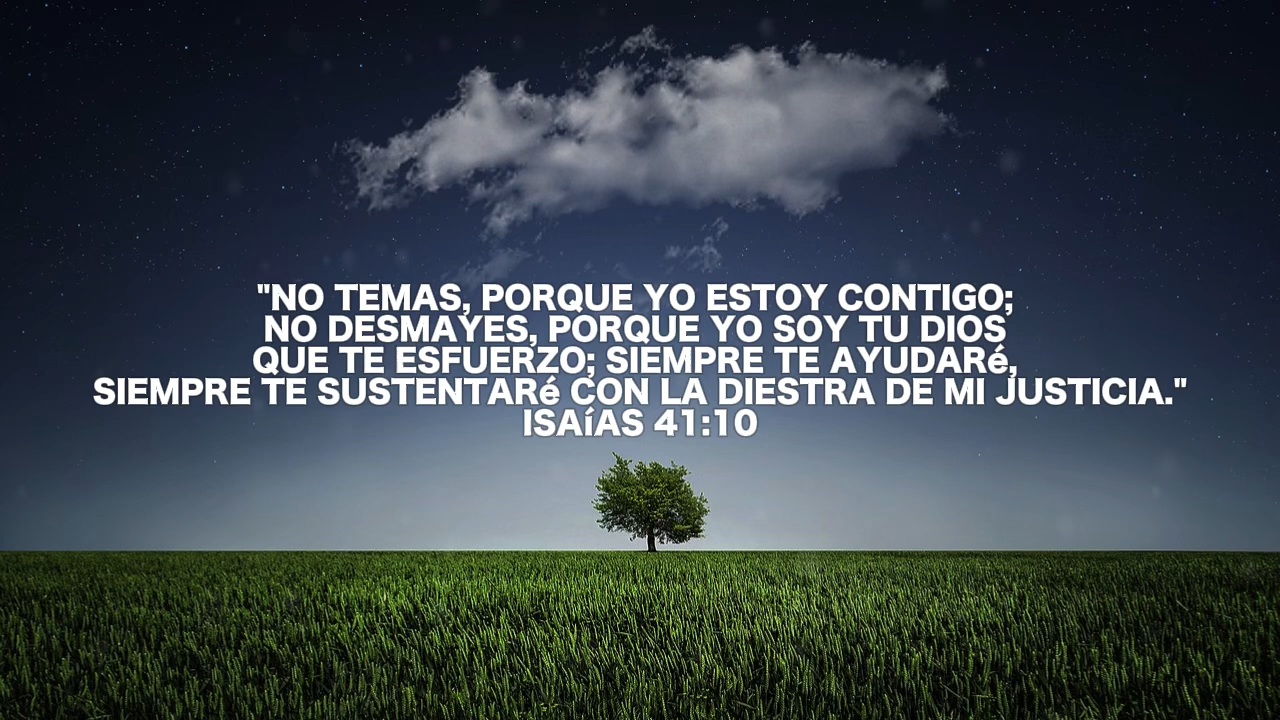 "NO TEMAS, PORQUE YO ESTOY CONTIGO;
NO DESMAYES, PORQUE YO SOY TU DIOS
QUE TE ESFUERZO; SIEMPRE TE AYUDARé,
SIEMPRE TE SUSTENTARé CON LA DIESTRA DE MI JUSTICIA."
ISAíAS 41:10